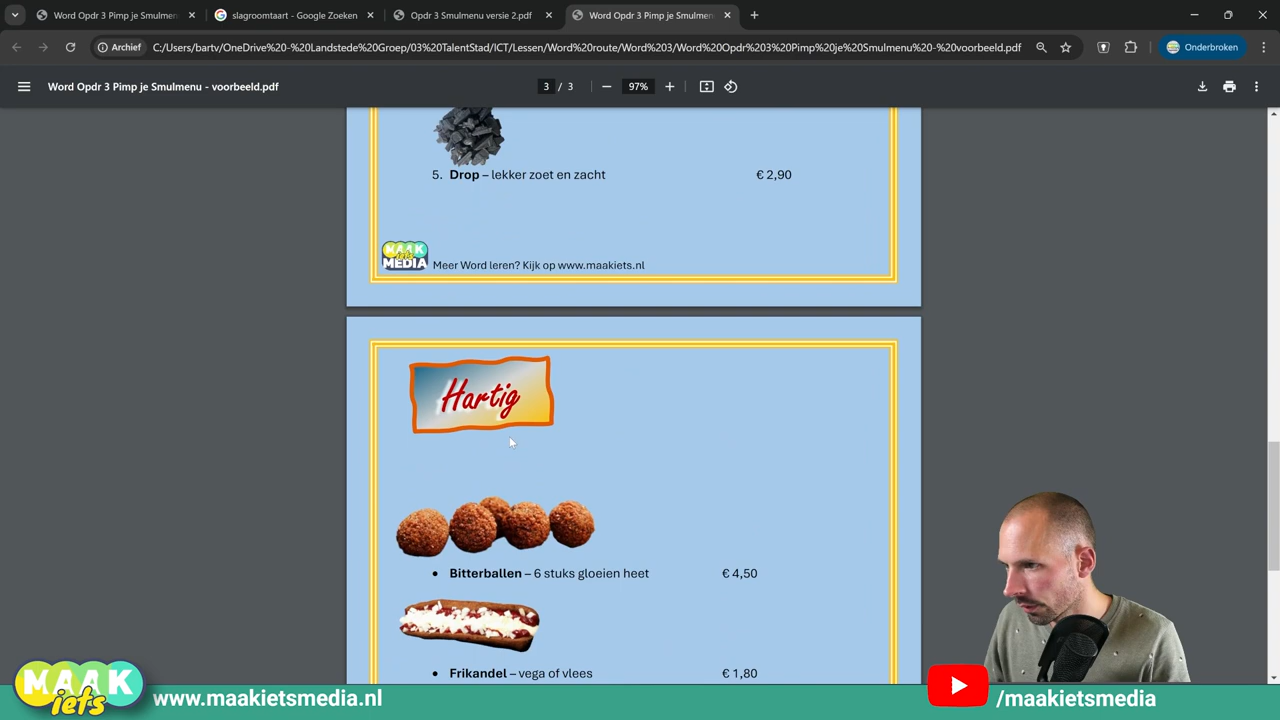 Word Opdr 3 Pimp je Smulmen
slagroomtaart - Google Zoeken
Opdr 3 Smulmenu versie 2.pdf
Word Opdr 3 Pimp je Smulmen
Archief
C:/Users/bartv/OneDrive%20-%20Landstede%20Groep/03%20TalentStad/ICT/Lessen/Word%20route/Word%203/Word%20Opdr%203%20Pimp%20je%20Smulmenu%20-%20voorbeeld.pdf
Onderbroken
Word Opdr 3 Pimp je Smulmenu - voorbeeld.pdf
3 / 3
97%
5. Drop – lekker zoet en zacht € 2,90
MAAK iets MEDIA
Meer Word leren? Kijk op www.maakiets.nl
Hartig
• Bitterballen – 6 stuks gloeien heet € 4,50
• Frikandel – vega of vlees € 1,80
MAAK iets
www.maakietsmedia.nl
/maakietsmedia